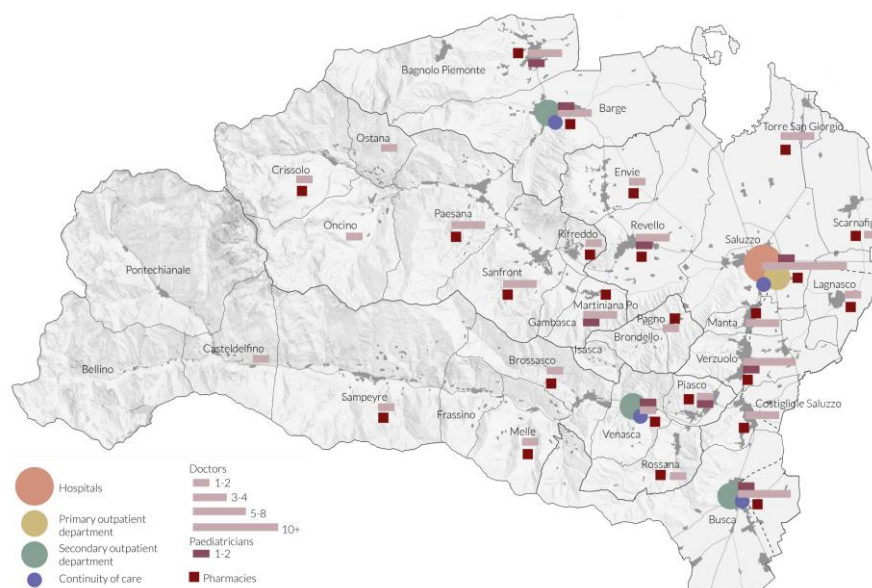 Bagnolo Piemonte
Barge
Torre San Giorgio
Ostana
Crissolo
Envie
Oncino
Paesana
Rifreddo
Revello
Scarnafig
Saluzzo
Pontechianale
Sanfront
Lagnasco
Martiniana Po
Gambasca
Pagno
Manta
Brondello
Isasca
Casteldelfino
Brossasco
Verzuolo
Bellino
Piasco
Sampeyre
Frassino
Costigliole Saluzzo
Melle
Venasca
Rossana
Busca
Hospitals
Primary outpatient
department
Secondary outpatient
department
Continuity of care
Doctors
1-2
3-4
5-8
10+
Paediatricians
1-2
Pharmacies